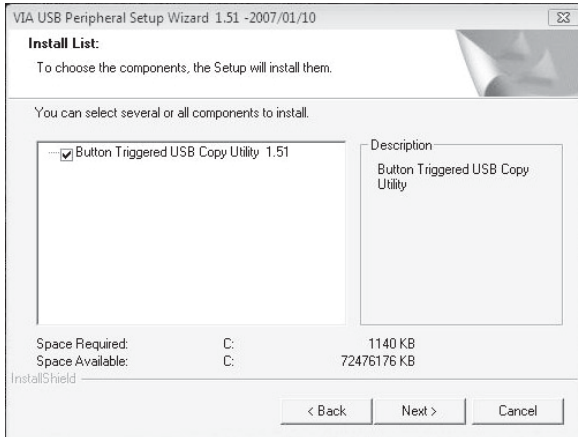 VIA USB Peripheral Setup Wizard 1.51 -2007/01/10
Install List:
To choose the components, the Setup will install them.
You can select several or all components to install.
Button Triggered USB Copy Utility 1.51
Description
Button Triggered USB Copy
Utility
Space Required: C: 1140 KB
Space Available: C: 72476176 KB
InstallShield
< Back Next > Cancel